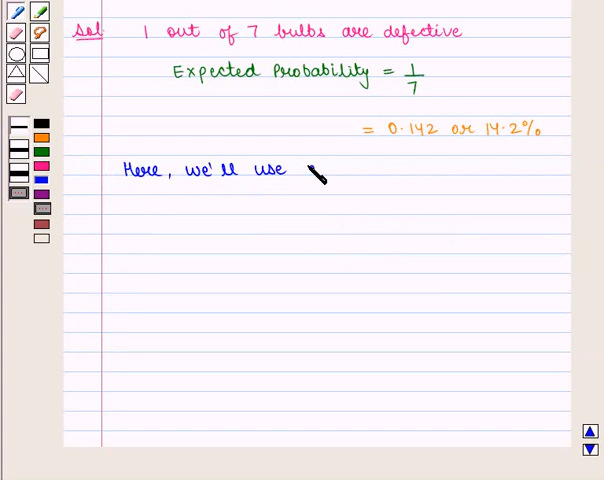 Sol 1 out of 7 bulbs are defective
Expected Probability = 1/7
= 0.142 or 14.2%
Here, we'll use